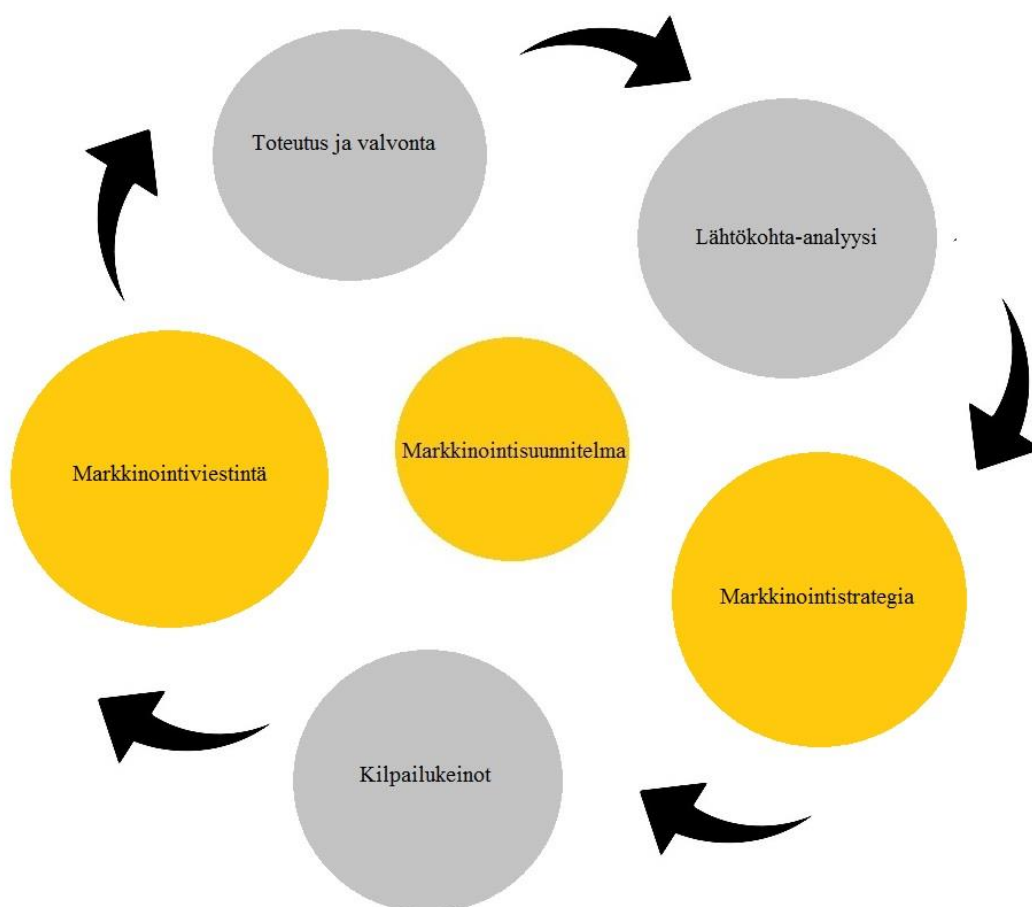 Toteutus ja valvonta
Lähtökohta-analyysi
Markkinointisuunnitelma
Markkinointiviestintä
Markkinointistrategia
Kilpailukeinot